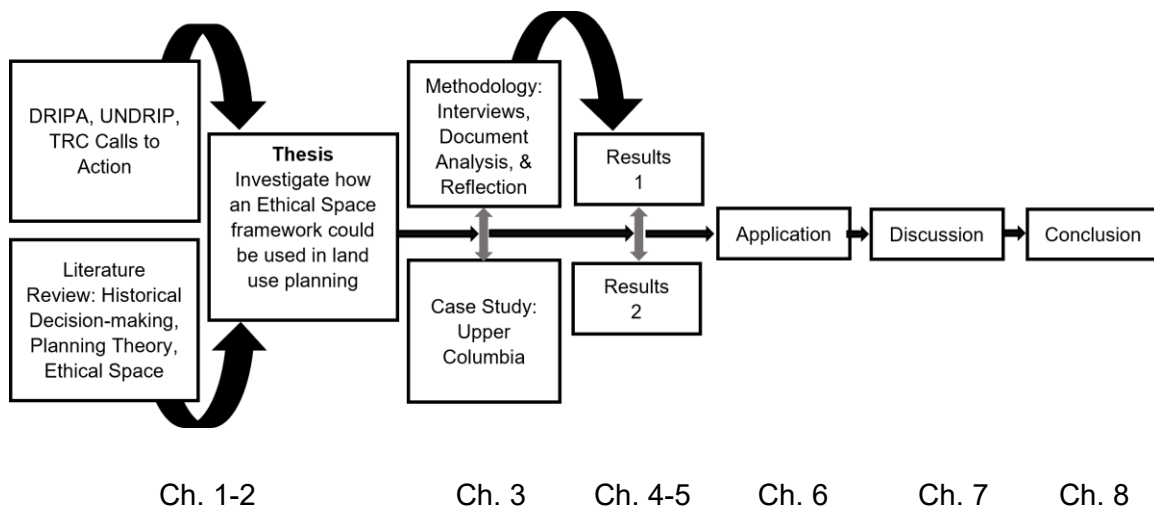 DRIPA, UNDRIP,
TRC Calls to
Action
Literature
Review: Historical
Decision-making,
Planning Theory,
Ethical Space
Thesis
Investigate how
an Ethical Space
framework could
be used in land
use planning
Methodology:
Interviews,
Document
Analysis, &
Reflection
Case Study:
Upper
Columbia
Results
1
Results
2
Application
Discussion
Conclusion
Ch. 1-2
Ch. 3
Ch. 4-5
Ch. 6
Ch. 7
Ch. 8